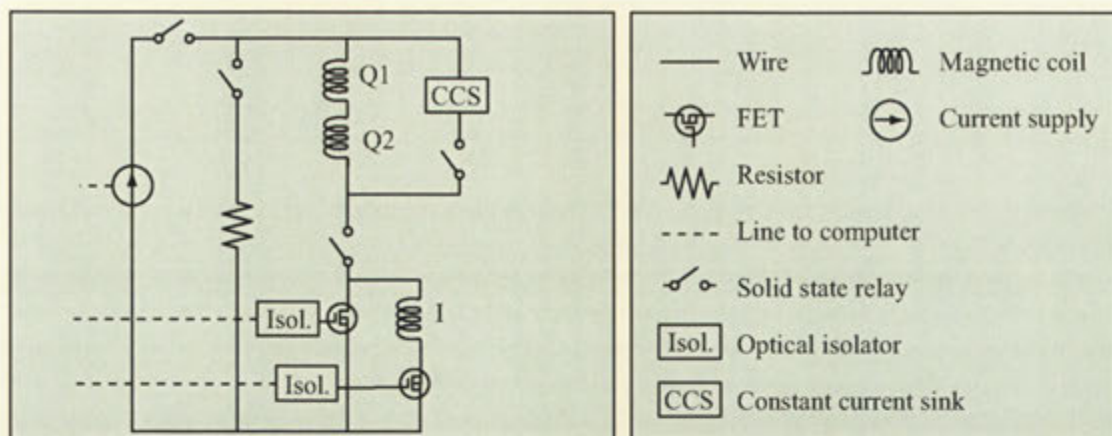 Q1
CCS
Q2
I
Isol.
Isol.
Wire
Magnetic coil
FET
Current supply
Resistor
Line to computer
Solid state relay
Isol. Optical isolator
CCS Constant current sink